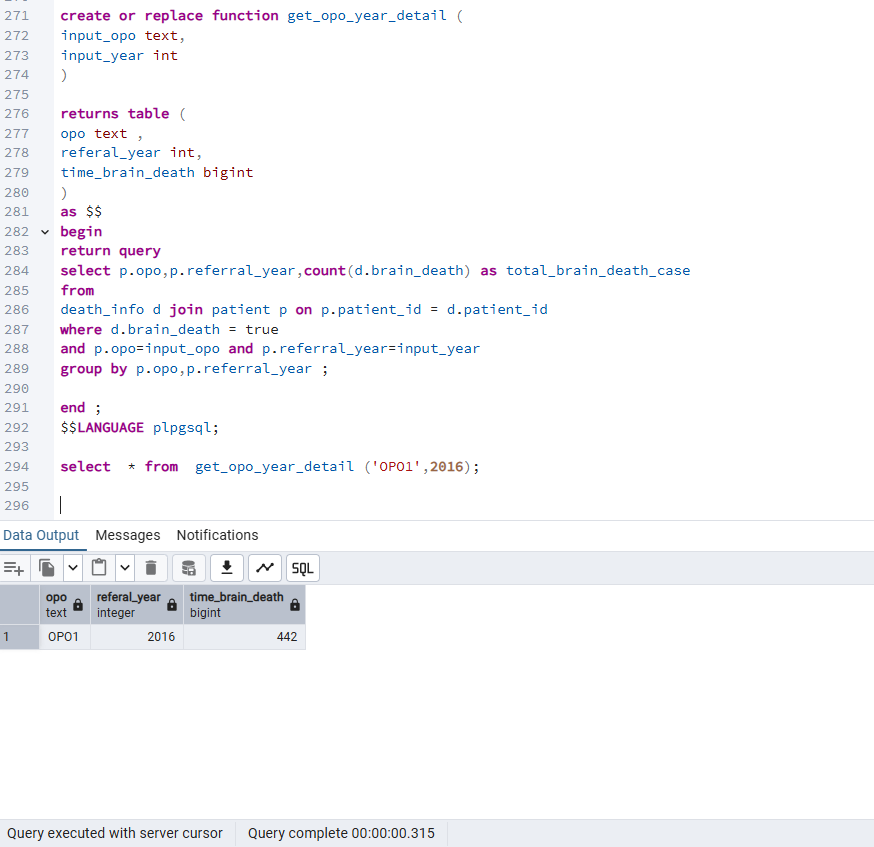 271 create or replace function get_opo_year_detail (
272 input_opo text,
273 input_year int
274 )
275
276 returns table (
277 opo text ,
278 referal_year int,
279 time_brain_death bigint
280 )
281 as $$
282 begin
283 return query
284 select p.opo,p.referral_year,count(d.brain_death) as total_brain_death_case
285 from
286 death_info d join patient p on p.patient_id = d.patient_id
287 where d.brain_death = true
288 and p.opo=input_opo and p.referral_year=input_year
289 group by p.opo,p.referral_year ;
290
291 end ;
292 $$LANGUAGE plpgsql;
293
294 select  * from  get_opo_year_detail ('OPO1',2016);
295
296
Data Output Messages Notifications
SQL
opo referal_year time_brain_death
text integer bigint
1 OPO1 2016 442
Query executed with server cursor Query complete 00:00:00.315